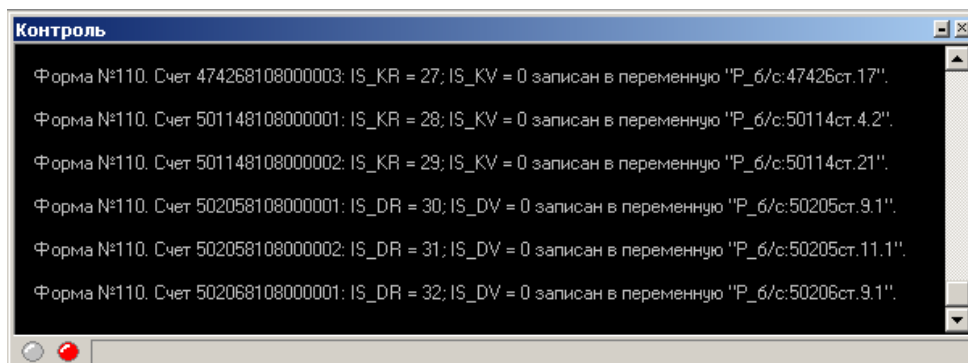 Контроль
Форма №110. Счет 474268108000003: IS_KR = 27; IS_KV = 0 записан в переменную "P_б/с:47426ст.17".
Форма №110. Счет 501148108000001: IS_KR = 28; IS_KV = 0 записан в переменную "P_б/с:50114ст.4.2".
Форма №110. Счет 501148108000002: IS_KR = 29; IS_KV = 0 записан в переменную "P_б/с:50114ст.21".
Форма №110. Счет 502058108000001: IS_DR = 30; IS_DV = 0 записан в переменную "P_б/с:50205ст.9.1".
Форма №110. Счет 502058108000002: IS_DR = 31; IS_DV = 0 записан в переменную "P_б/с:50205ст.11.1".
Форма №110. Счет 502068108000001: IS_DR = 32; IS_DV = 0 записан в переменную "P_б/с:50206ст.9.1".